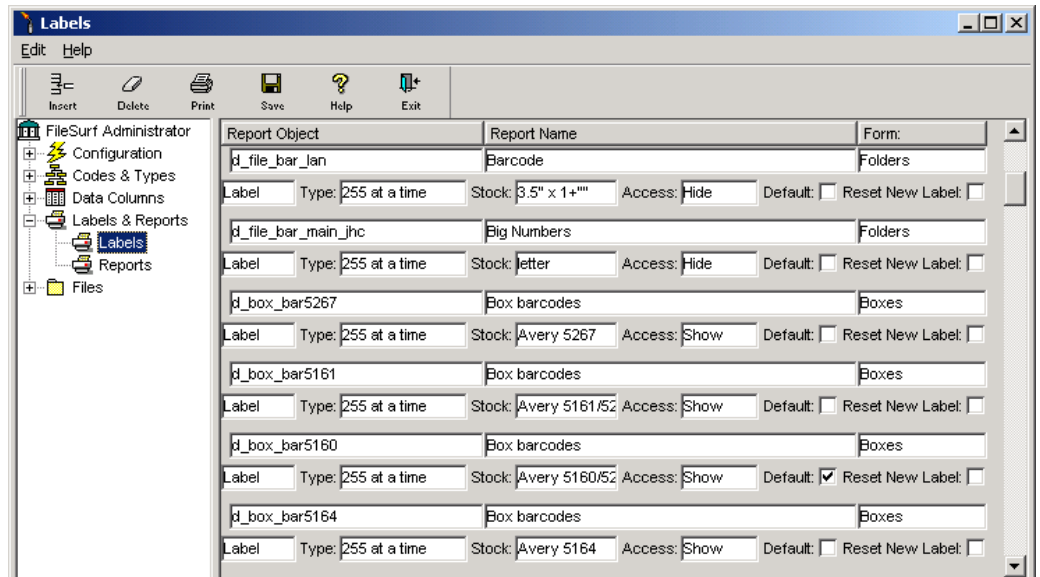 Labels
Edit Help
Insert Delete Print Save Help Exit
FileSurf Administrator
Configuration
Codes & Types
Data Columns
Labels & Reports
Labels
Reports
Files
Report Object Report Name Form:
d_file_bar_lan Barcode Folders
Label Type: 255 at a time Stock: 3.5" x 1+"" Access: Hide Default: Reset New Label:
d_file_bar_main_jhc Big Numbers Folders
Label Type: 255 at a time Stock: letter Access: Hide Default: Reset New Label:
d_box_bar5267 Box barcodes Boxes
Label Type: 255 at a time Stock: Avery 5267 Access: Show Default: Reset New Label:
d_box_bar5161 Box barcodes Boxes
Label Type: 255 at a time Stock: Avery 5161/52 Access: Show Default: Reset New Label:
d_box_bar5160 Box barcodes Boxes
Label Type: 255 at a time Stock: Avery 5160/52 Access: Show Default: Reset New Label:
d_box_bar5164 Box barcodes Boxes
Label Type: 255 at a time Stock: Avery 5164 Access: Show Default: Reset New Label: